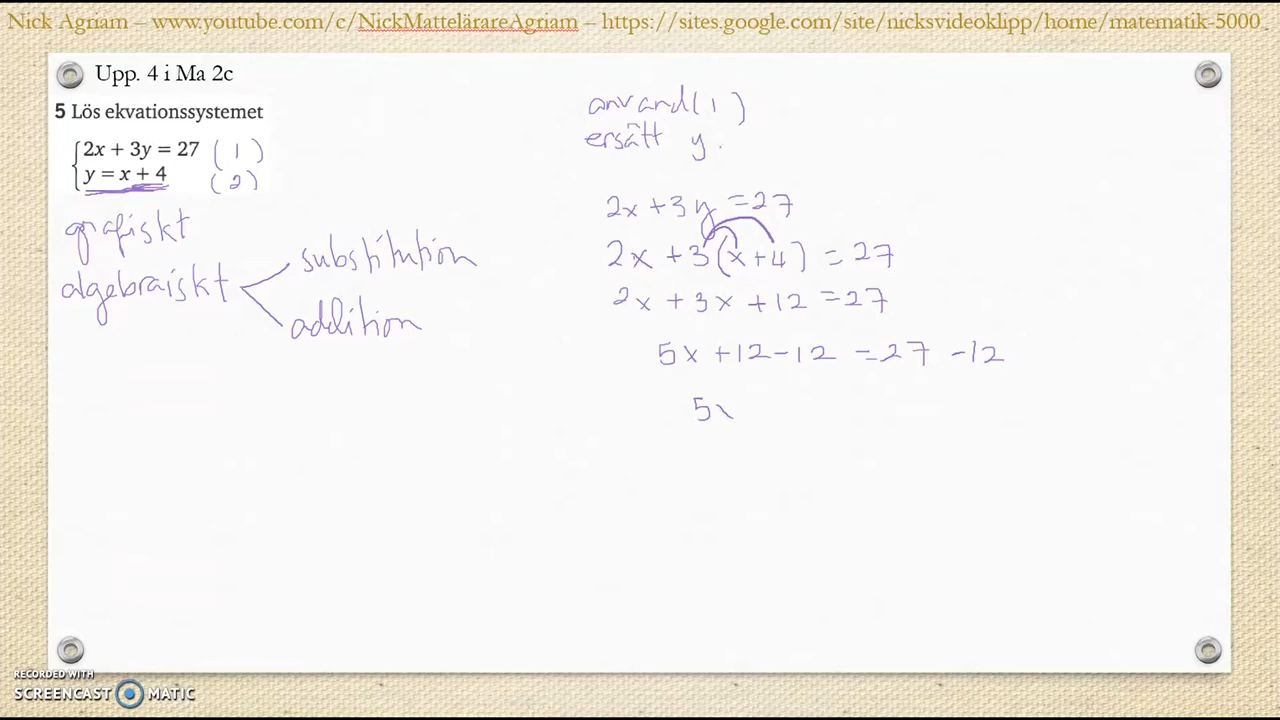 Nick Agriam – www.youtube.com/c/NickMattelärareAgriam – https://sites.google.com/site/nicksvideoklipp/home/matematik-5000
Upp. 4 i Ma 2c
5 Lös ekvationssystemet
2x + 3y = 27 (1)
y = x + 4 (2)
grafiskt
algebraiskt
substitution
addition
anvand (1)
ersätt y.
2x + 3y = 27
2x + 3(x + 4) = 27
2x + 3x + 12 = 27
5x + 12 - 12 = 27 - 12
5x
RECORDED WITH
SCREENCAST MATIC